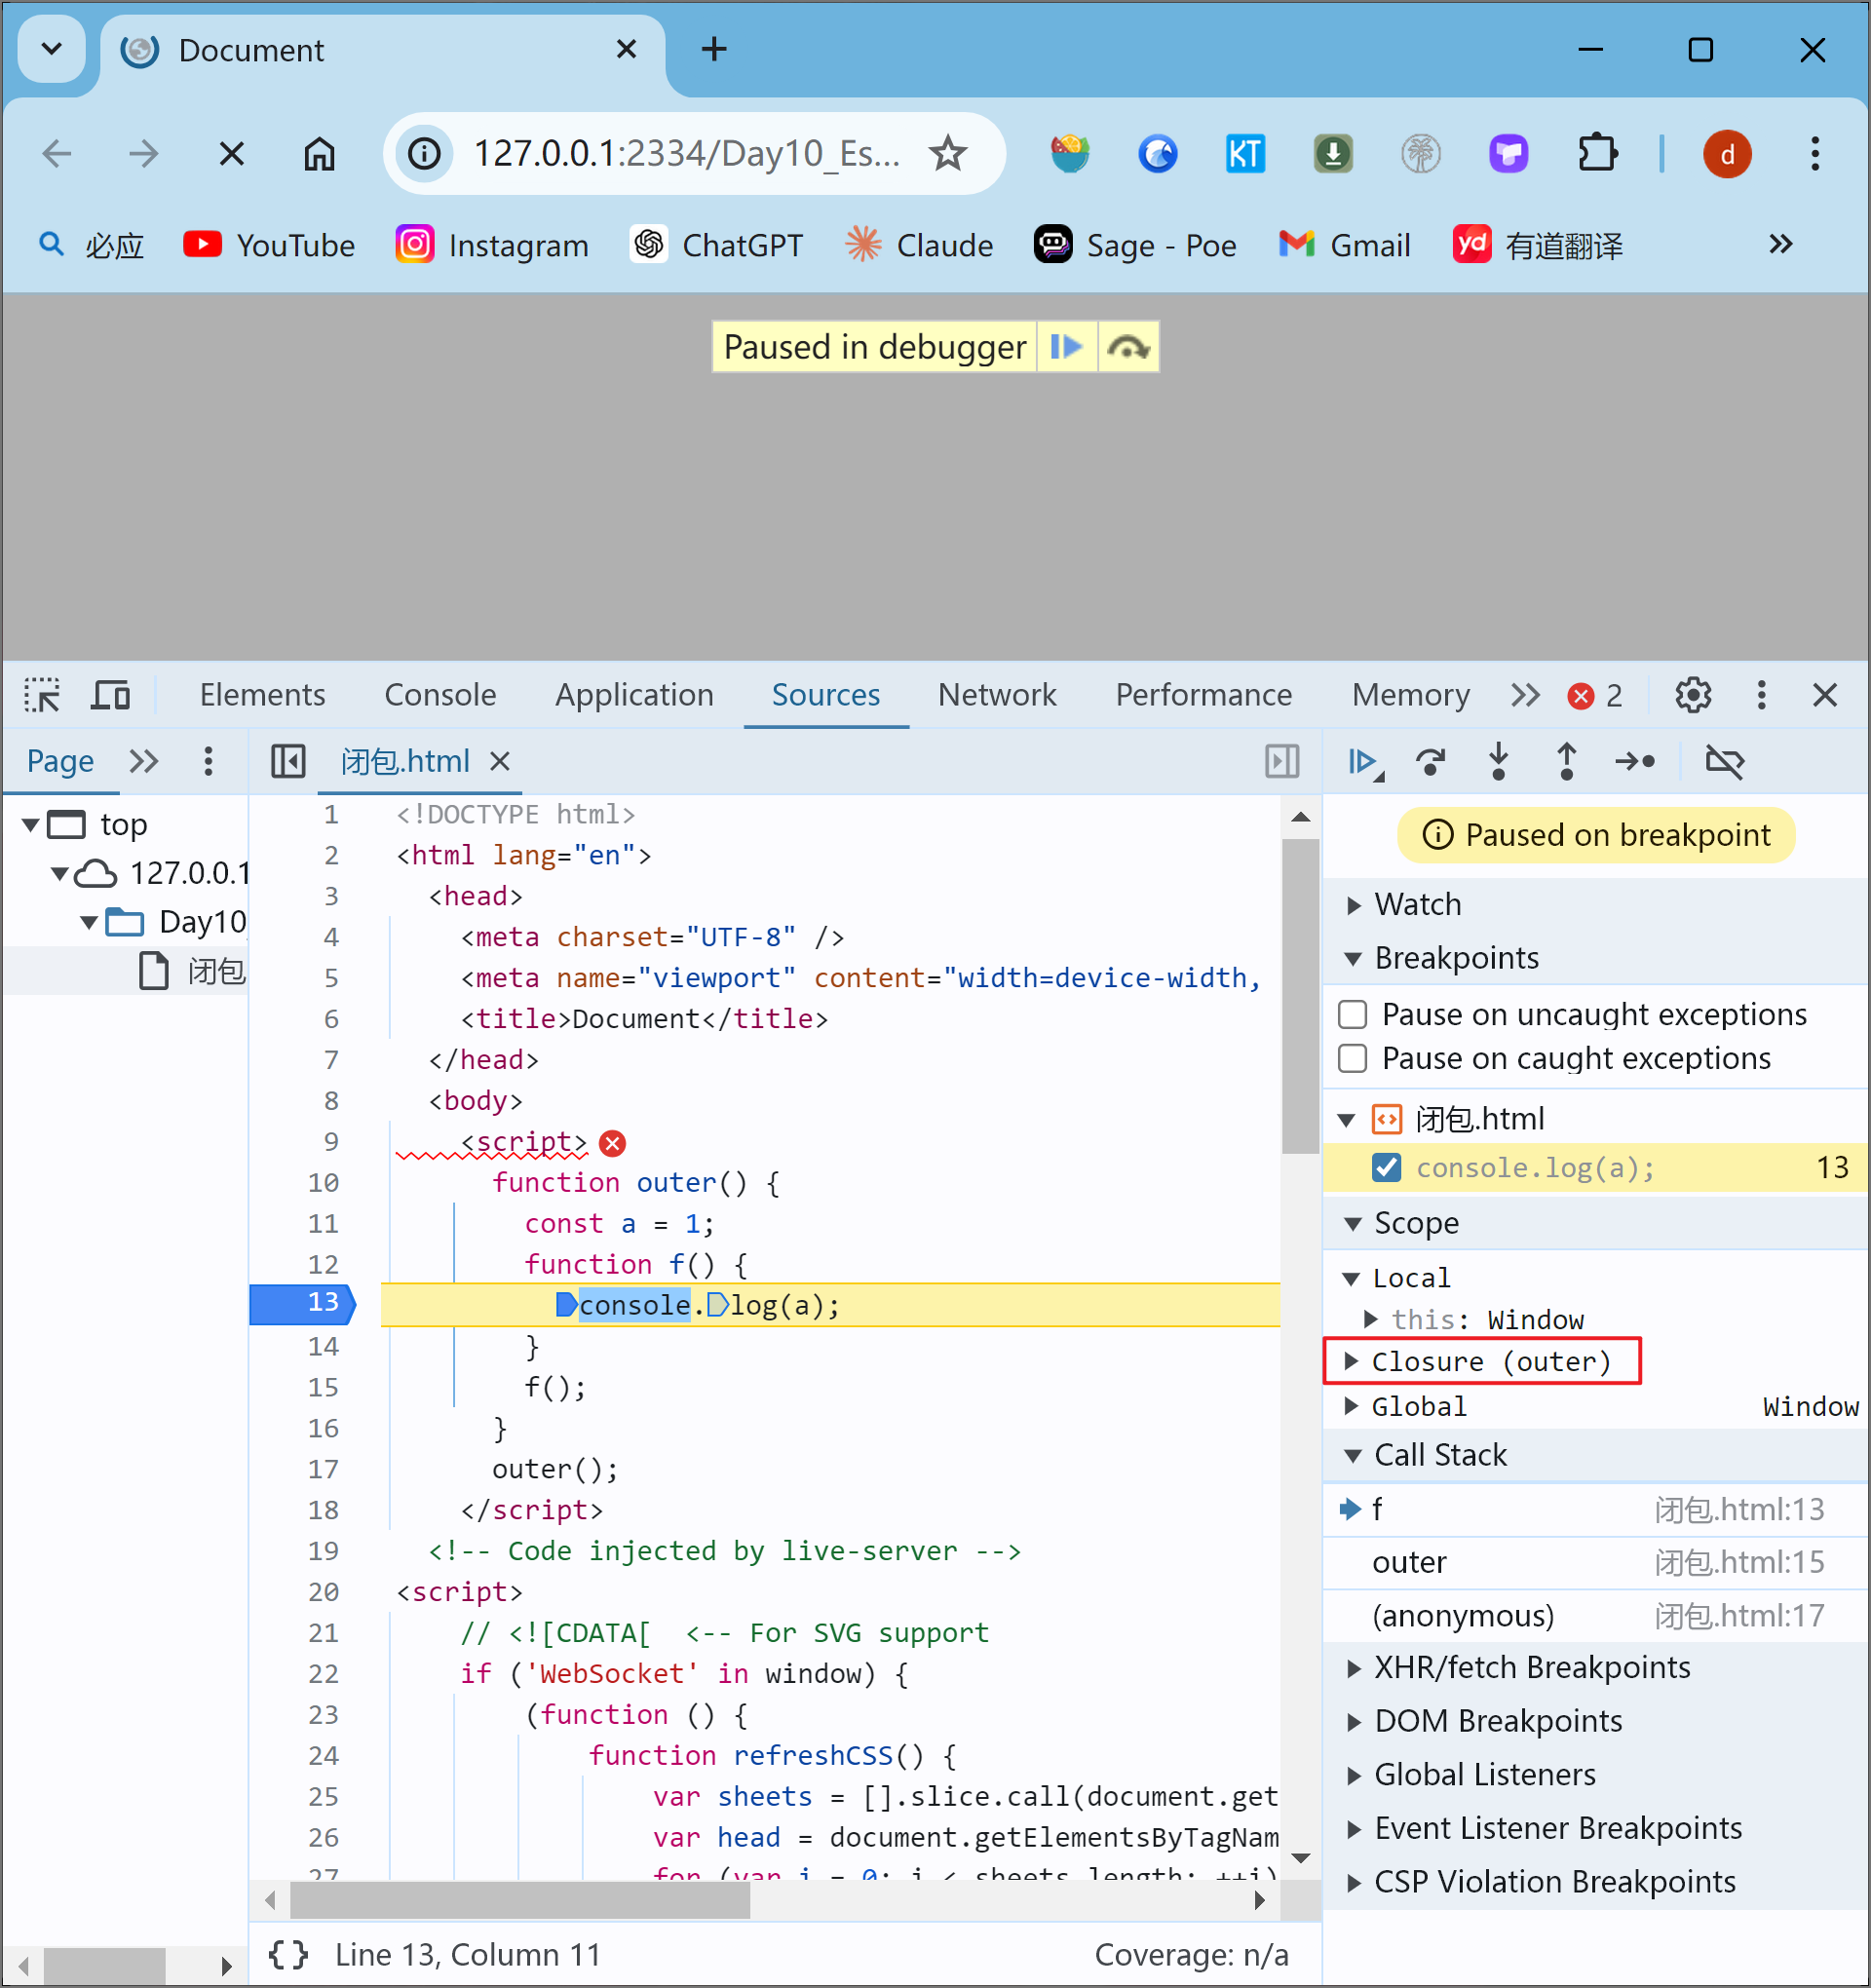 Document
127.0.0.1:2334/Day10_Es...
KT
d
必应
YouTube
Instagram
ChatGPT
Claude
Sage - Poe
Gmail
yd
有道翻译
Paused in debugger
Elements
Console
Application
Sources
Network
Performance
Memory
2
Page
闭包.html
top
127.0.0.1
Day10
闭包
1 <!DOCTYPE html>
2 <html lang="en">
3 <head>
4 <meta charset="UTF-8" />
5 <meta name="viewport" content="width=device-width,
6 <title>Document</title>
7 </head>
8 <body>
9 <script>
10 function outer() {
11 const a = 1;
12 function f() {
13 console.log(a);
14 }
15 f();
16 }
17 outer();
18 </script>
19 <!-- Code injected by live-server -->
20 <script>
21 // <![CDATA[ <-- For SVG support
22 if ('WebSocket' in window) {
23 (function () {
24 function refreshCSS() {
25 var sheets = [].slice.call(document.get
26 var head = document.getElementsByTagNam
27 for (var i = 0; i < sheets.length; ++i)
{ } Line 13, Column 11
Coverage: n/a
Paused on breakpoint
Watch
Breakpoints
Pause on uncaught exceptions
Pause on caught exceptions
闭包.html
console.log(a); 13
Scope
Local
this: Window
Closure (outer)
Global Window
Call Stack
f 闭包.html:13
outer 闭包.html:15
(anonymous) 闭包.html:17
XHR/fetch Breakpoints
DOM Breakpoints
Global Listeners
Event Listener Breakpoints
CSP Violation Breakpoints